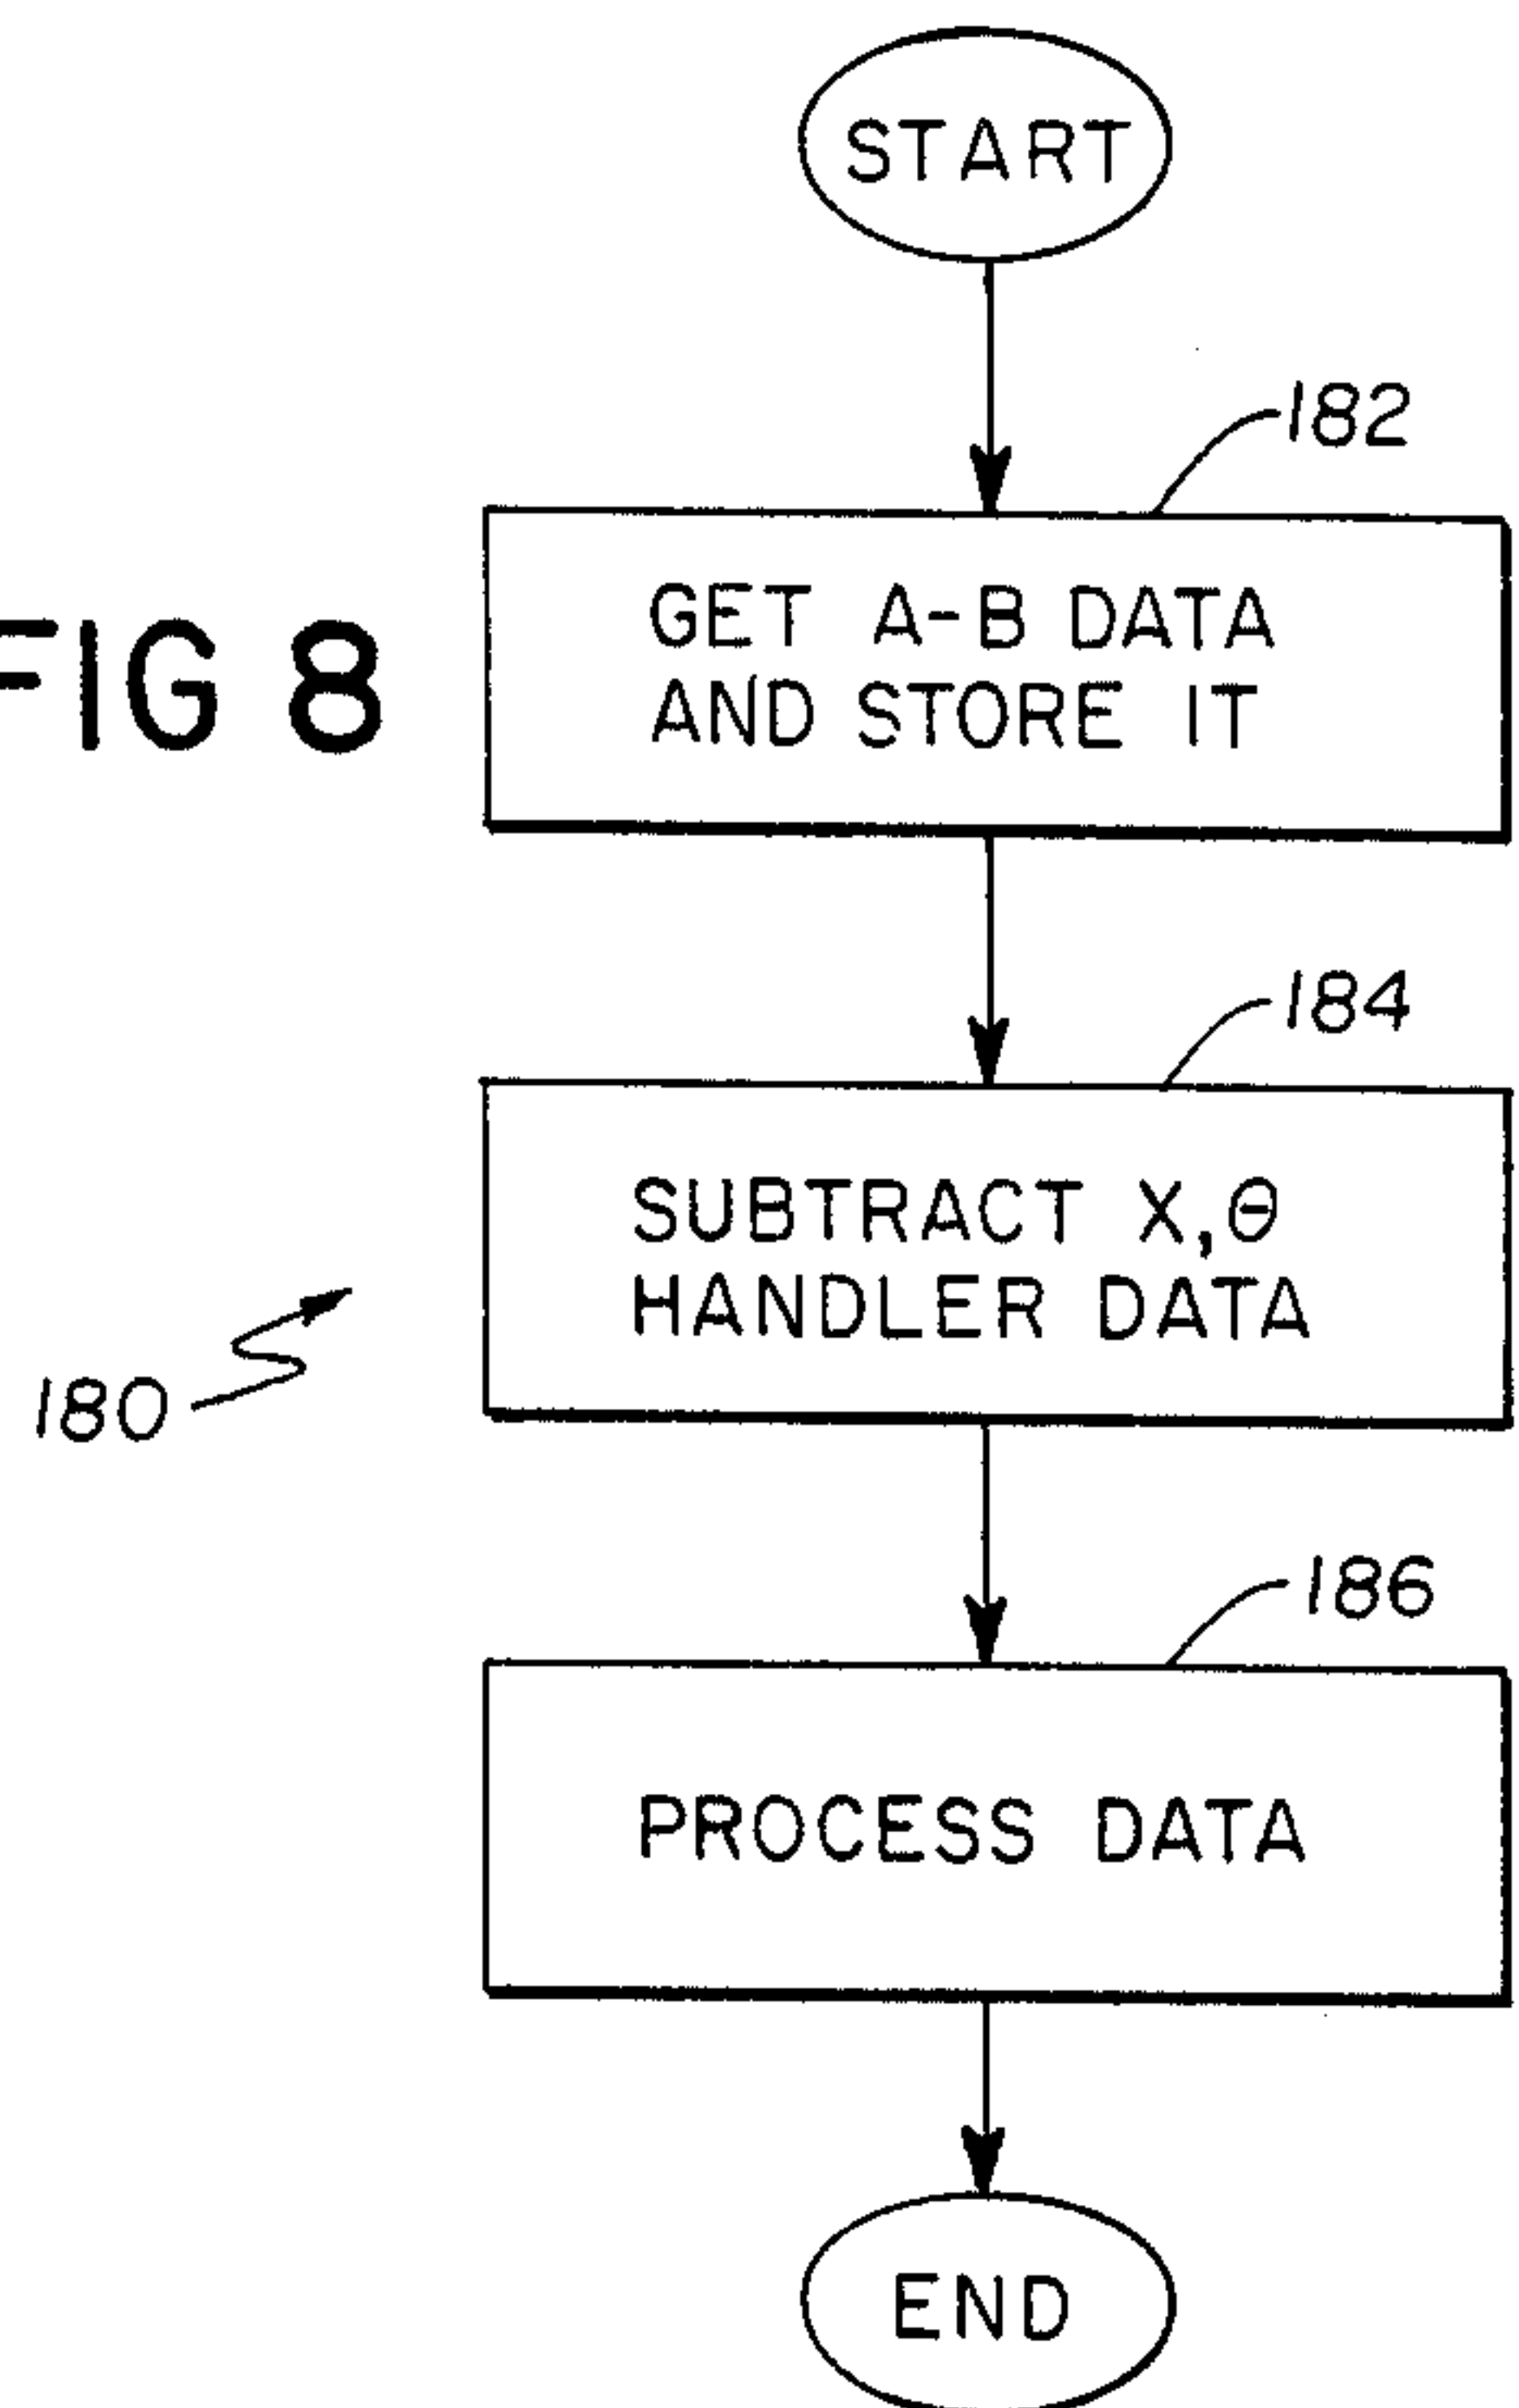 START
182
GET A-B DATA
AND STORE IT
FIG 8
184
SUBTRACT X,θ
HANDLER DATA
180
186
PROCESS DATA
END